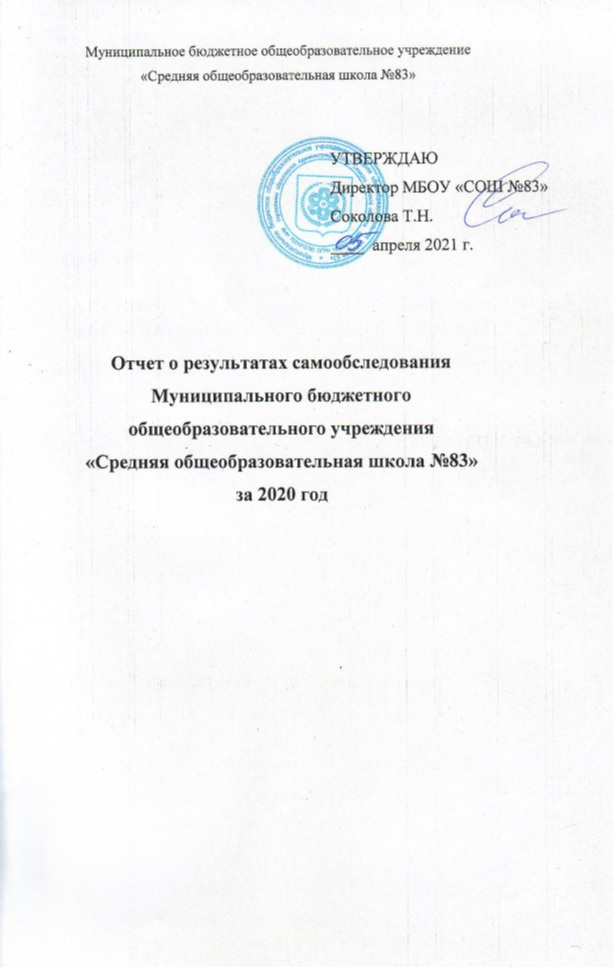 Муниципальное бюджетное общеобразовательное учреждение
«Средняя общеобразовательная школа №83»
УТВЕРЖДАЮ
Директор МБОУ «СОШ №83»
Соколова Т.Н.
05 апреля 2021 г.
Отчет о результатах самообследования
Муниципального бюджетного
общеобразовательного учреждения
«Средняя общеобразовательная школа №83»
за 2020 год